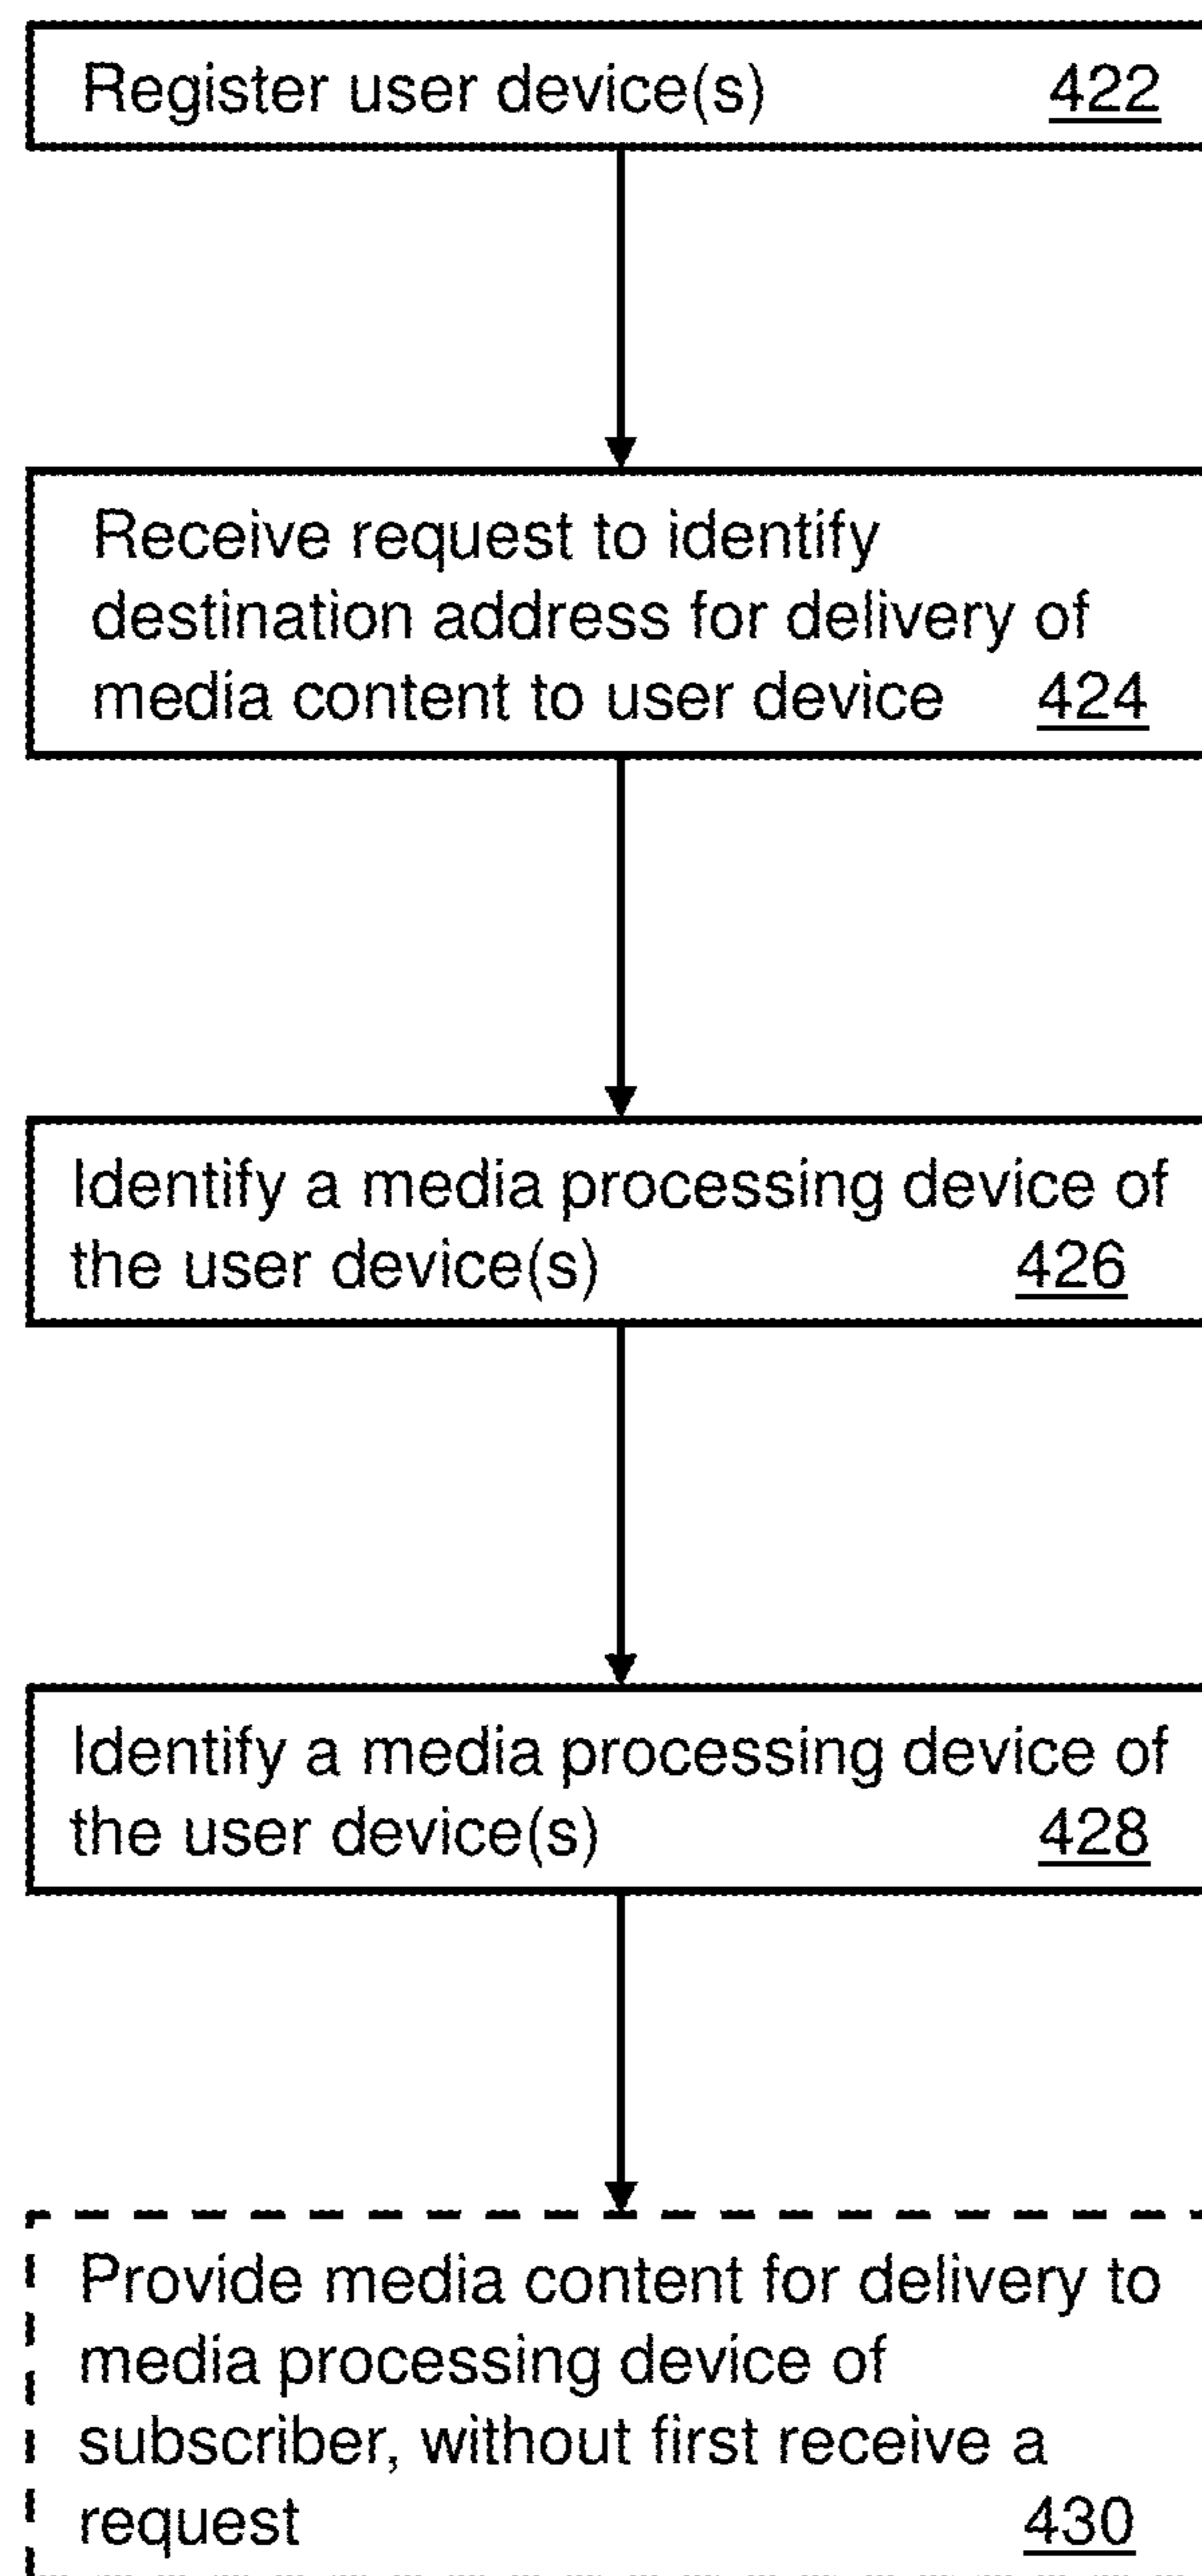 Register user device(s) 422
Receive request to identify
destination address for delivery of
media content to user device 424
Identify a media processing device of
the user device(s) 426
Identify a media processing device of
the user device(s) 428
Provide media content for delivery to
media processing device of
subscriber, without first receive a
request 430